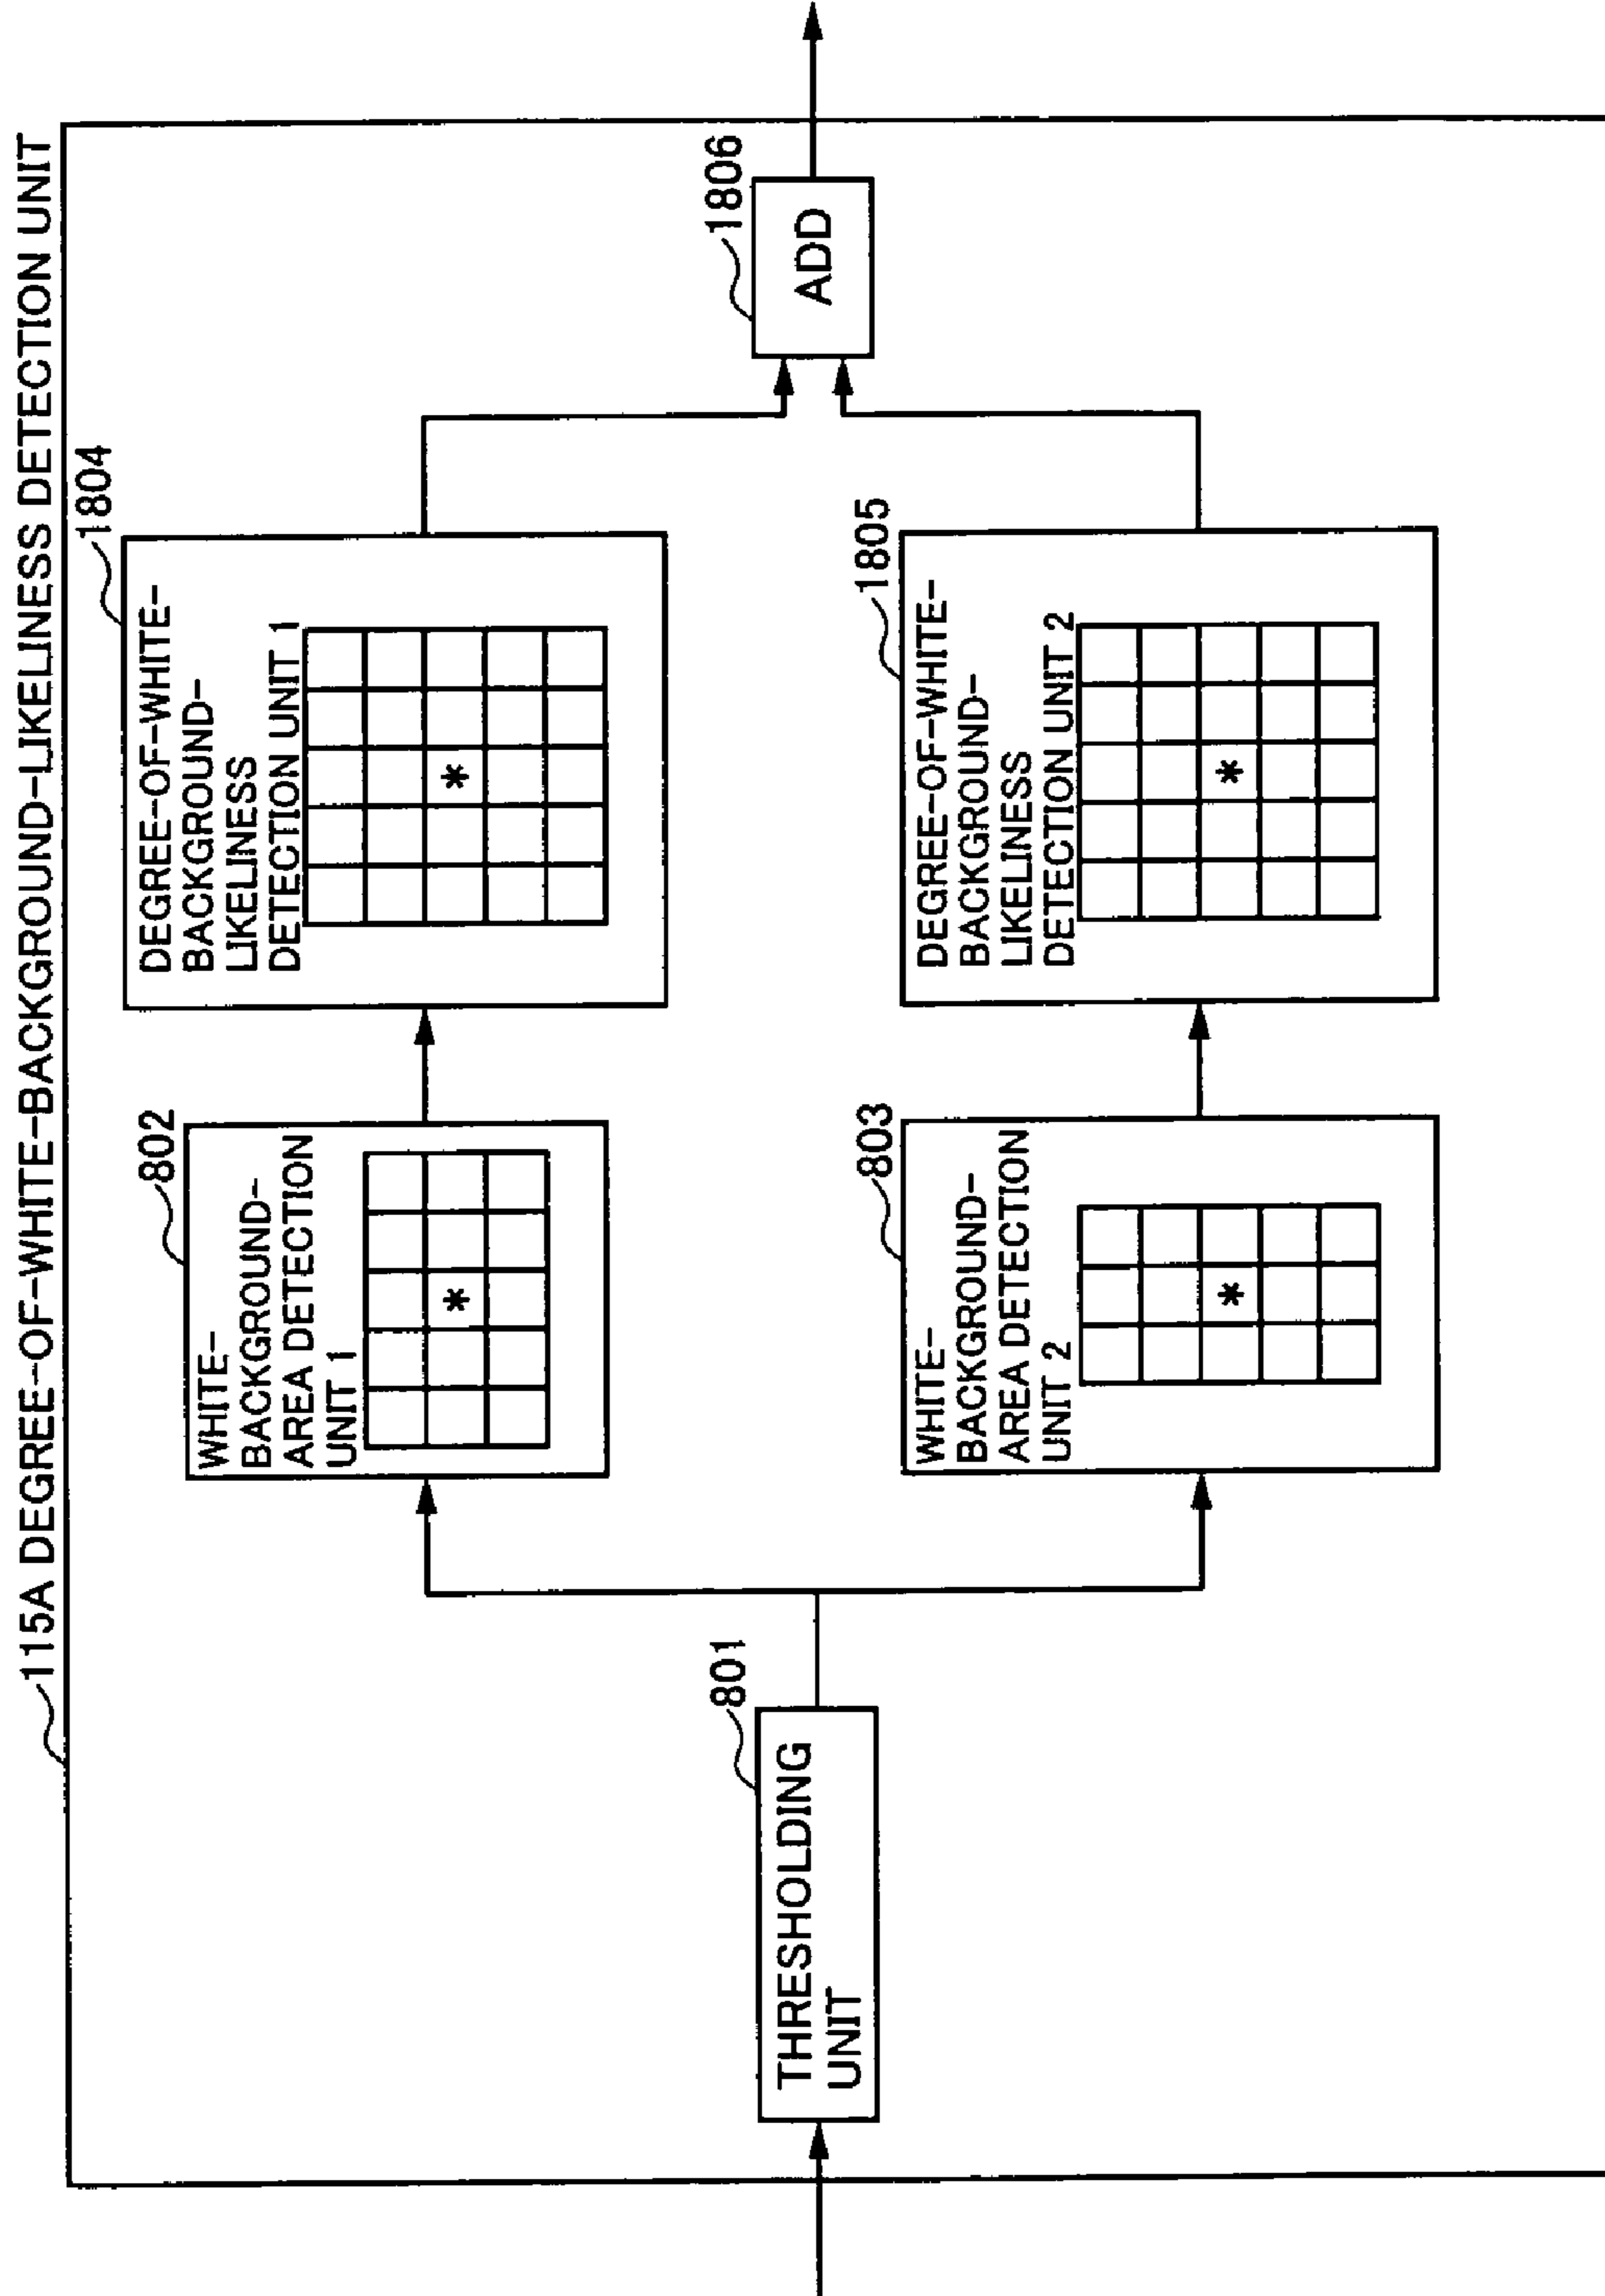 115A DEGREE-OF-WHITE-BACKGROUND-LIKELINESS DETECTION UNIT
801
THRESHOLDING
UNIT
802
WHITE-
BACKGROUND-
AREA DETECTION
UNIT 1
*
1804
DEGREE-OF-WHITE-
BACKGROUND-
LIKELINESS
DETECTION UNIT 1
*
803
WHITE-
BACKGROUND-
AREA DETECTION
UNIT 2
*
1805
DEGREE-OF-WHITE-
BACKGROUND-
LIKELINESS
DETECTION UNIT 2
*
1806
ADD